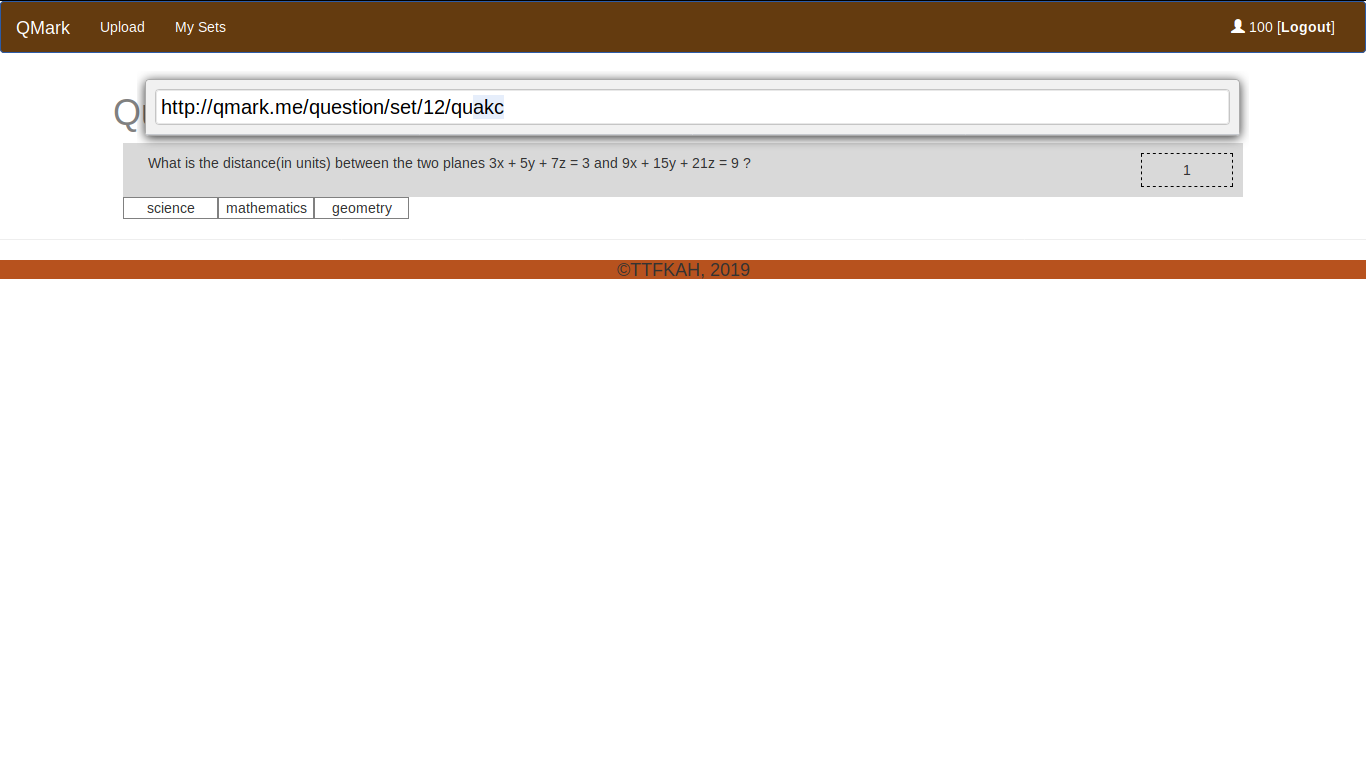 QMark Upload My Sets 100 [Logout]
http://qmark.me/question/set/12/quakc
What is the distance(in units) between the two planes 3x + 5y + 7z = 3 and 9x + 15y + 21z = 9 ? 1
science mathematics geometry
©TTFKAH, 2019